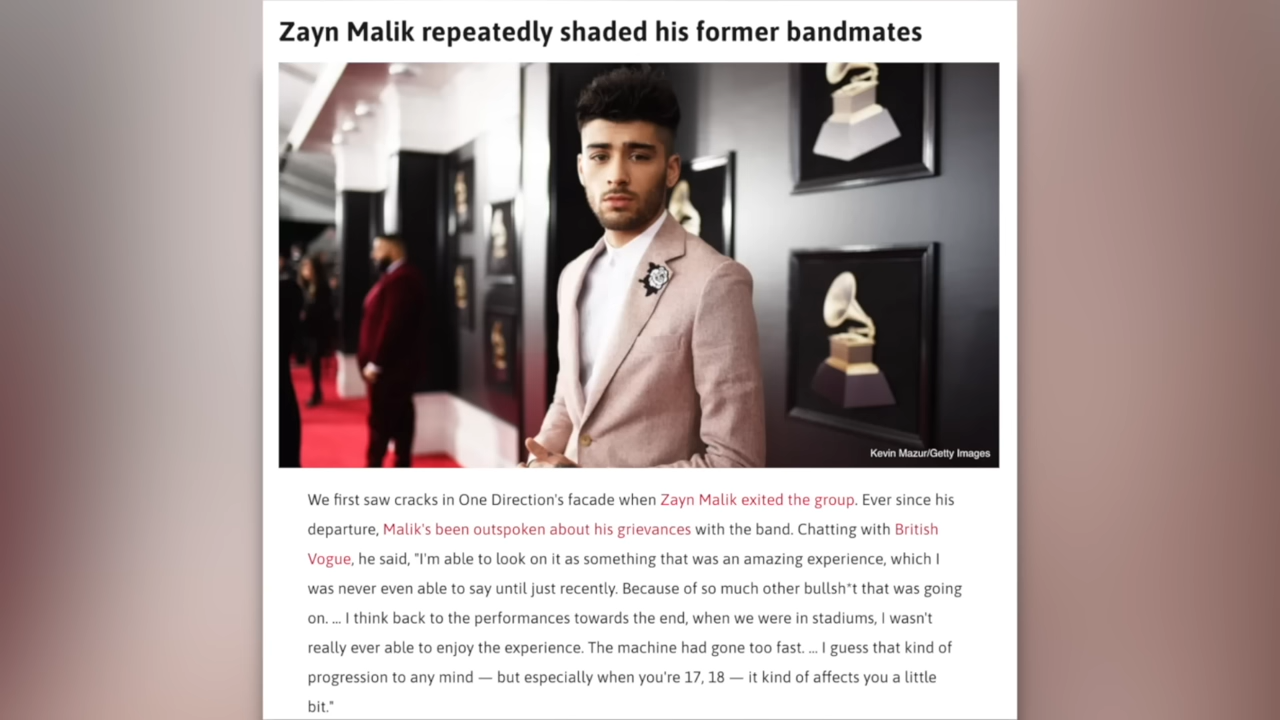 Zayn Malik repeatedly shaded his former bandmates
Kevin Mazur/Getty Images
We first saw cracks in One Direction's facade when Zayn Malik exited the group. Ever since his
departure, Malik's been outspoken about his grievances with the band. Chatting with British
Vogue, he said, "I'm able to look on it as something that was an amazing experience, which I
was never even able to say until just recently. Because of so much other bullsh*t that was going
on. ... I think back to the performances towards the end, when we were in stadiums, I wasn't
really ever able to enjoy the experience. The machine had gone too fast. ... I guess that kind of
progression to any mind — but especially when you're 17, 18 — it kind of affects you a little
bit."